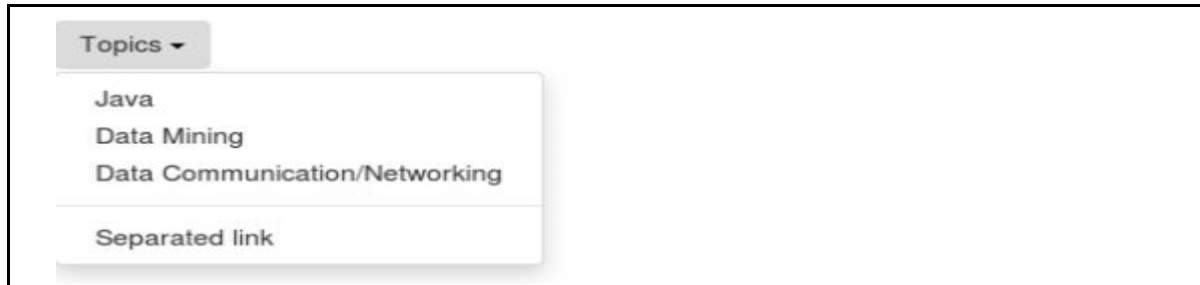 Topics
Java
Data Mining
Data Communication/Networking
Separated link